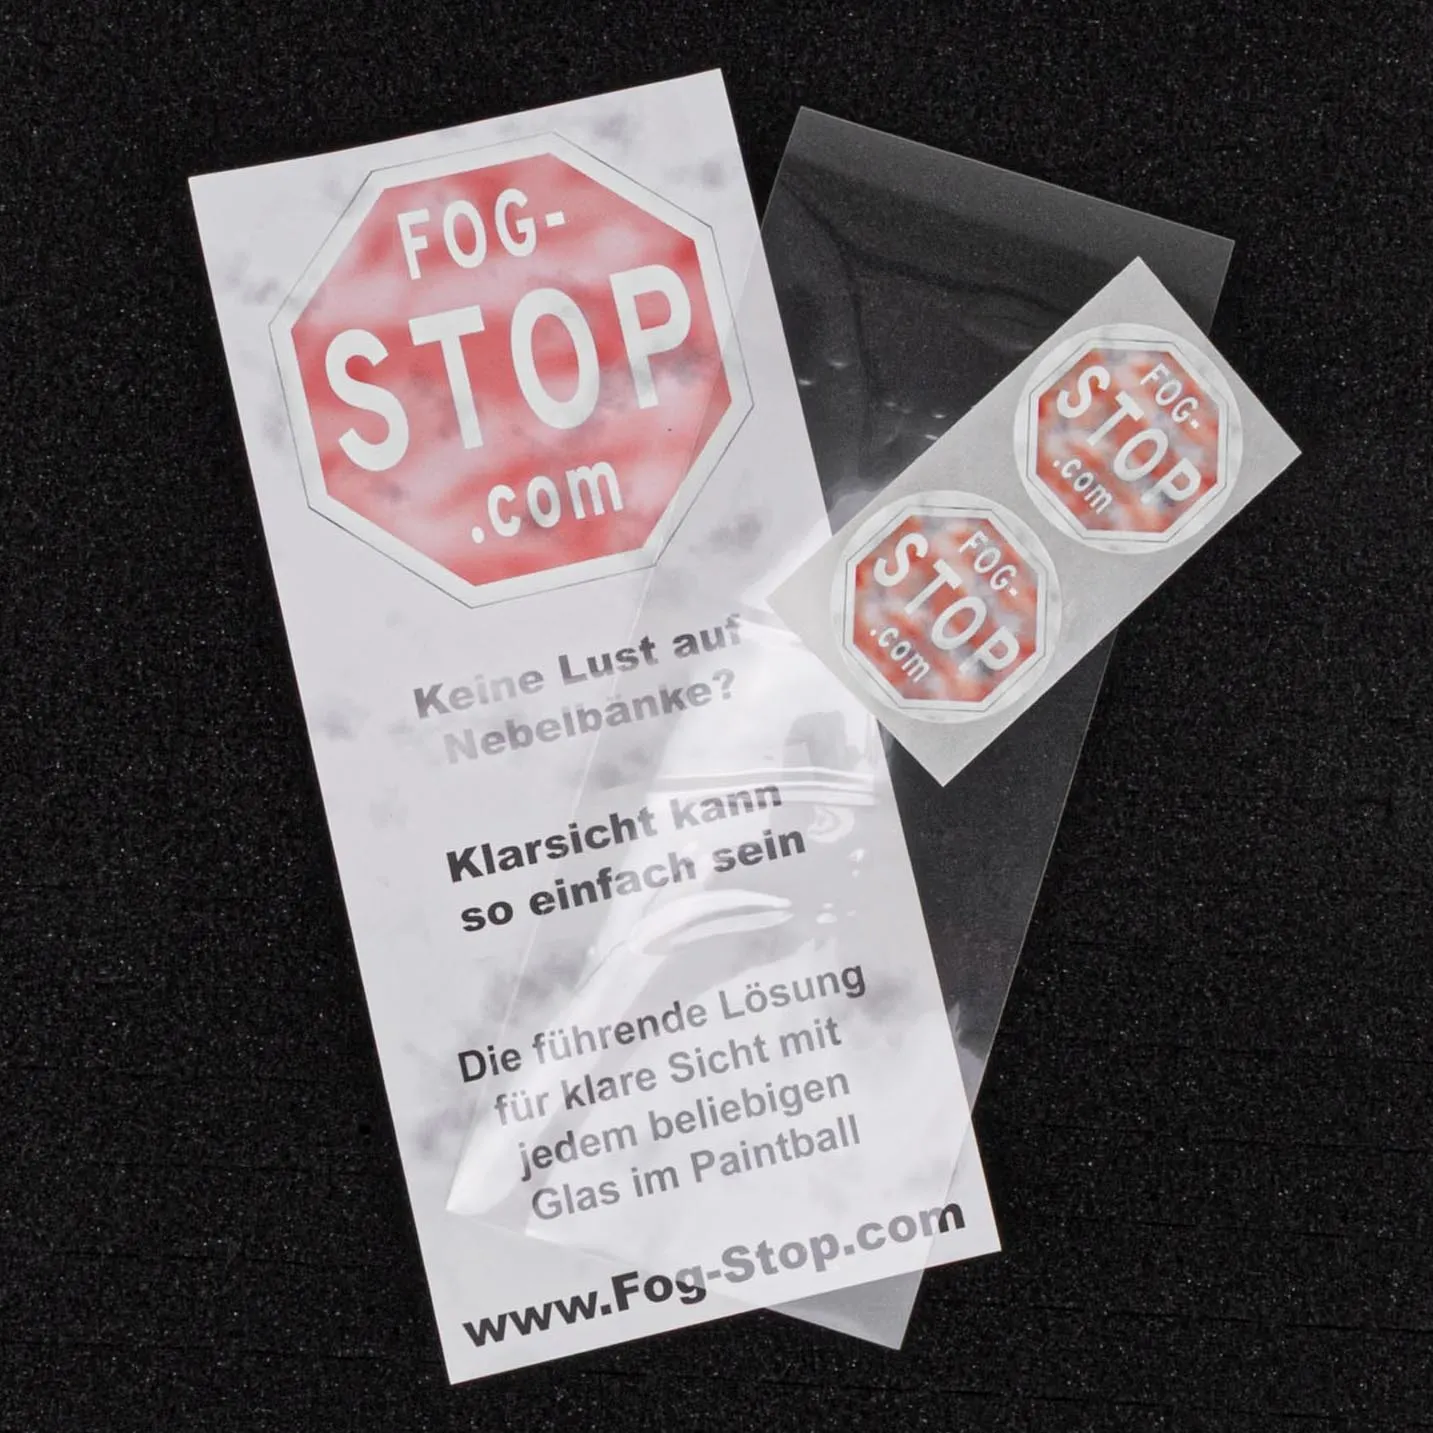 FOG-
STOP
.com
Keine Lust auf
Nebelbänke?
Klarsicht kann
so einfach sein
Die führende Lösung
für klare Sicht mit
jedem beliebigen
Glas im Paintball
www.Fog-Stop.com
FOG-
STOP
.com
FOG-
STOP
.com